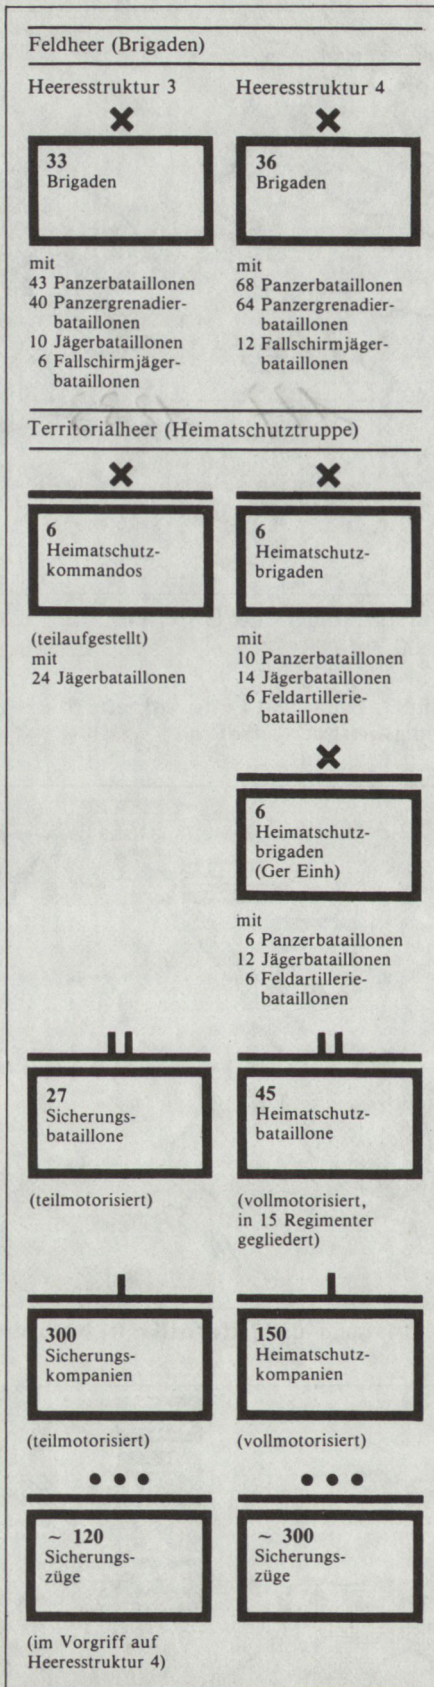 Feldheer (Brigaden)
Heeresstruktur 3
33
Brigaden
mit
43 Panzerbataillonen
40 Panzergrenadier-
bataillonen
10 Jägerbataillonen
6 Fallschirmjäger-
bataillonen
Heeresstruktur 4
36
Brigaden
mit
68 Panzerbataillonen
64 Panzergrenadier-
bataillonen
12 Fallschirmjäger-
bataillonen
Territorialheer (Heimatschutztruppe)
6
Heimatschutz-
kommandos
(teilaufgestellt)
mit
24 Jägerbataillonen
6
Heimatschutz-
brigaden
mit
10 Panzerbataillonen
14 Jägerbataillonen
6 Feldartillerie-
bataillonen
6
Heimatschutz-
brigaden
(Ger Einh)
mit
6 Panzerbataillonen
12 Jägerbataillonen
6 Feldartillerie-
bataillonen
27
Sicherungs-
bataillone
(teilmotorisiert)
45
Heimatschutz-
bataillone
(vollmotorisiert,
in 15 Regimenter
gegliedert)
300
Sicherungs-
kompanien
(teilmotorisiert)
150
Heimatschutz-
kompanien
(vollmotorisiert)
~ 120
Sicherungs-
züge
(im Vorgriff auf
Heeresstruktur 4)
~ 300
Sicherungs-
züge